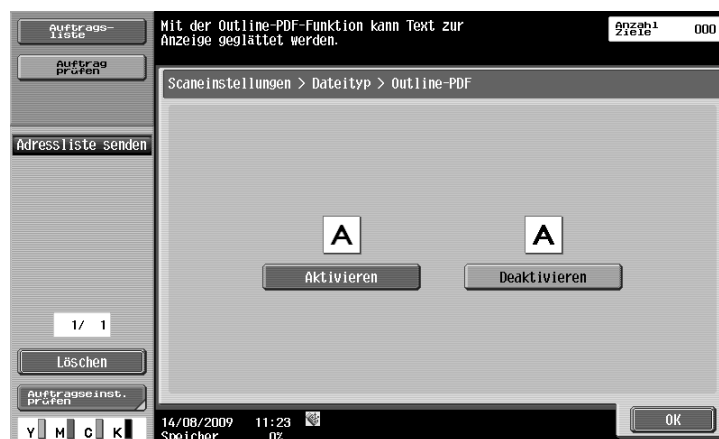 Auftrags-
liste
Auftrag
prüfen
Mit der Outline-PDF-Funktion kann Text zur
Anzeige geglättet werden.
Anzahl
Ziele 000
Scaneinstellungen > Dateityp > Outline-PDF
Adressliste senden
A A
Aktivieren Deaktivieren
1/ 1
Löschen
Auftragseinst.
prüfen
Y M C K
14/08/2009 11:23
Speicher 0%
OK